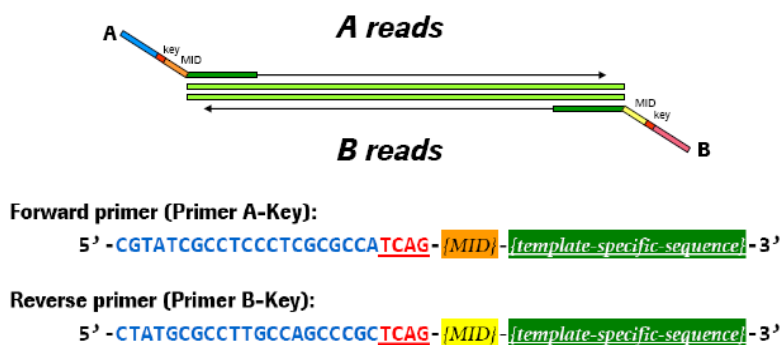 A reads
A
key
MID
MID
key
B
B reads
Forward primer (Primer A-Key):
5’-CGTATCGCCTCCCTCGCGCCATCAG-{MID}-{template-specific-sequence}-3’
Reverse primer (Primer B-Key):
5’-CTATGCGCCTTGCCAGCCCGCTCAG-{MID}-{template-specific-sequence}-3’